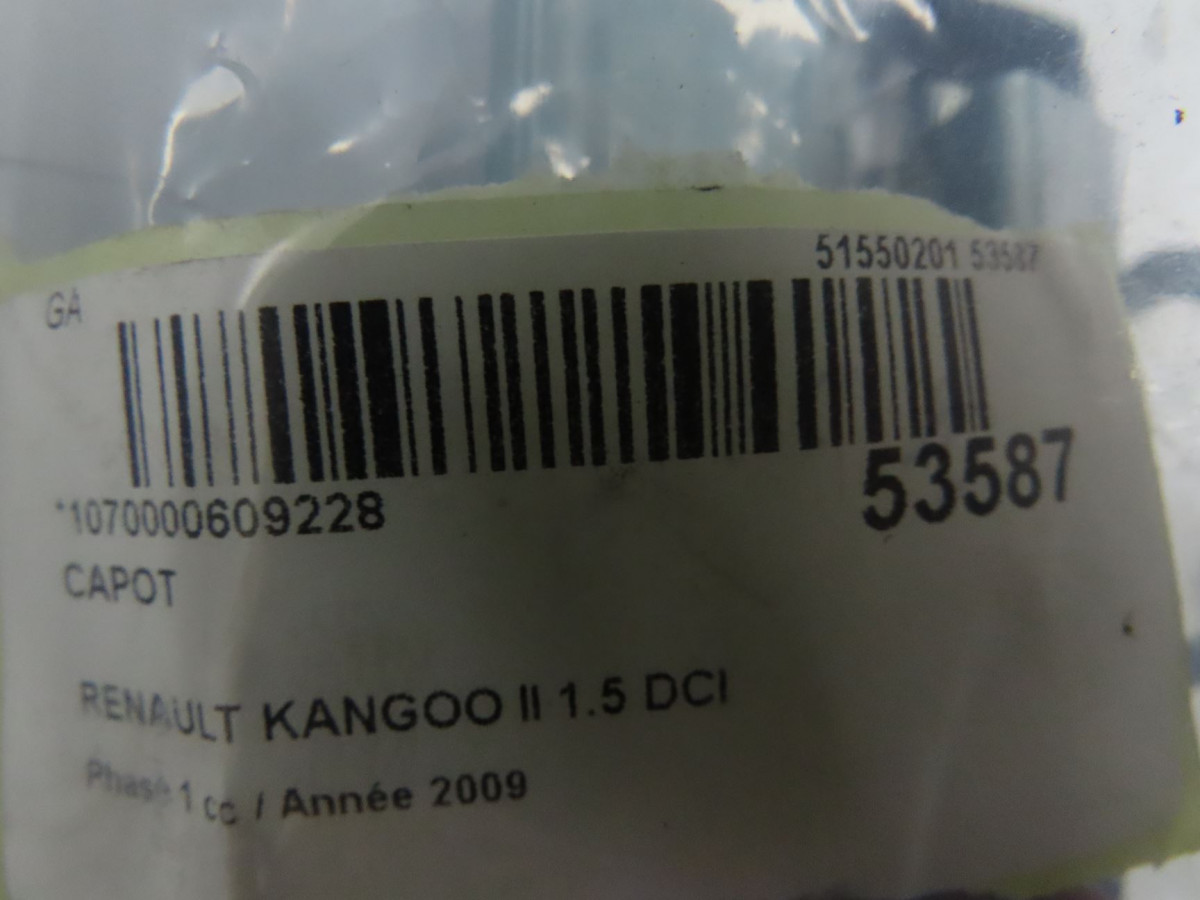 51550201 53587
GA
53587
*1070000609228
CAPOT
RENAULT KANGOO II 1.5 DCI
Phase 1 cc / Année 2009